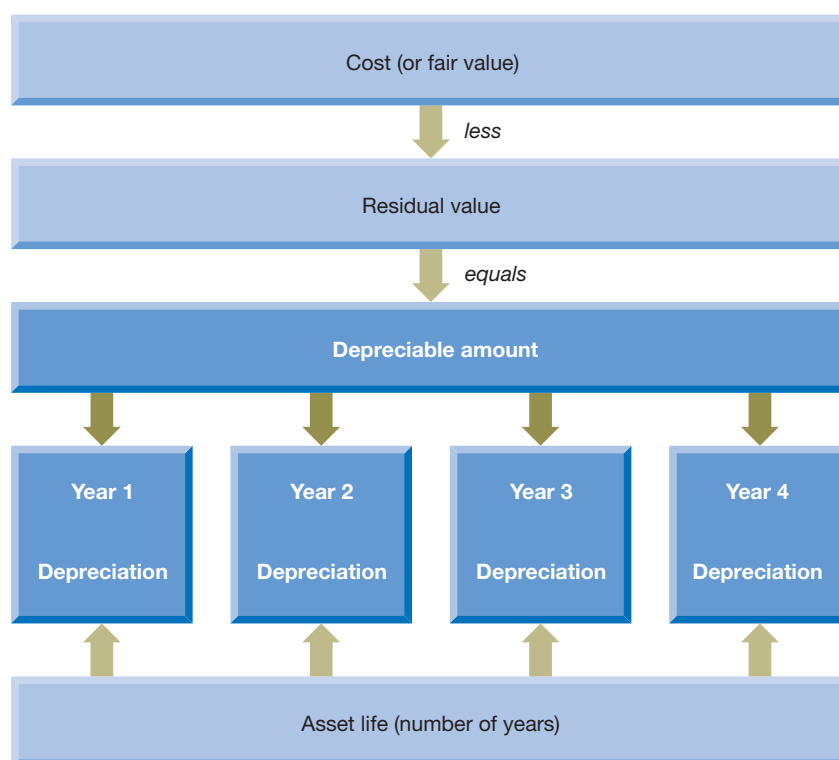 Cost (or fair value)
less
Residual value
equals
Depreciable amount
Year 1
Depreciation
Year 2
Depreciation
Year 3
Depreciation
Year 4
Depreciation
Asset life (number of years)